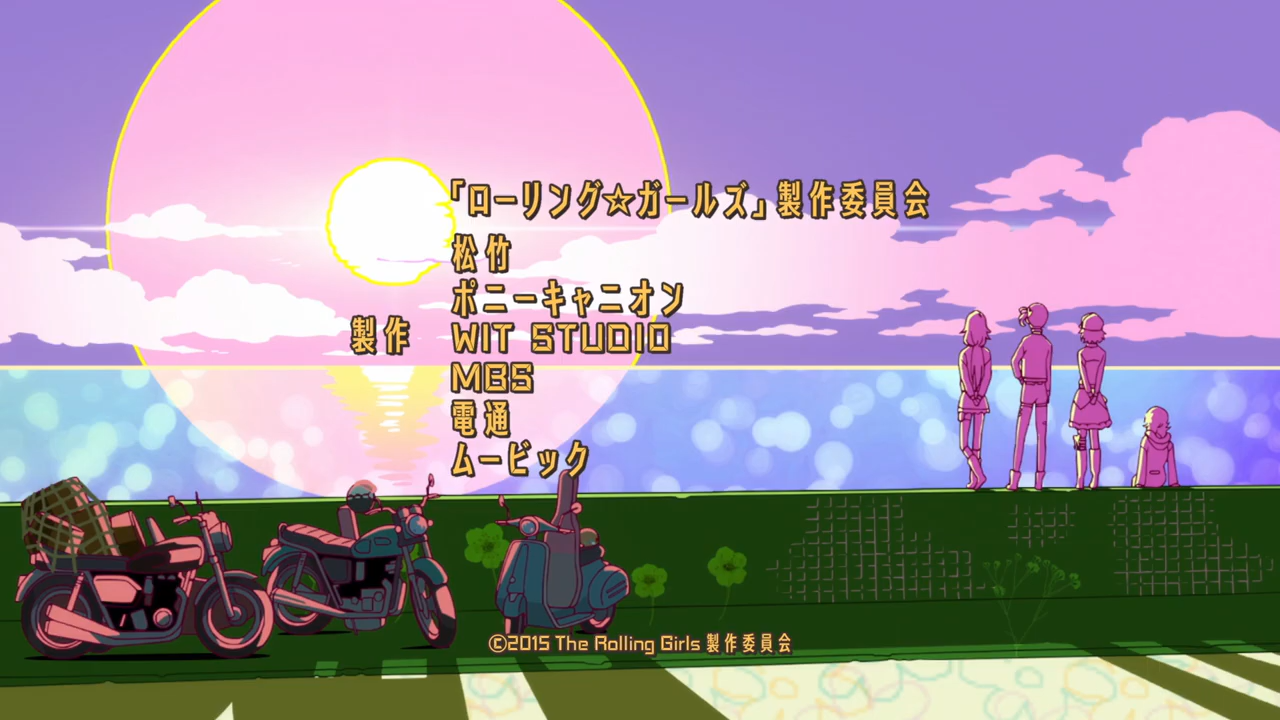 「ローリング☆ガールズ」製作委員会
松竹
ポニーキャニオン
製作 WIT STUDIO
MBS
電通
ムービック
©2015 The Rolling Girls 製作委員会